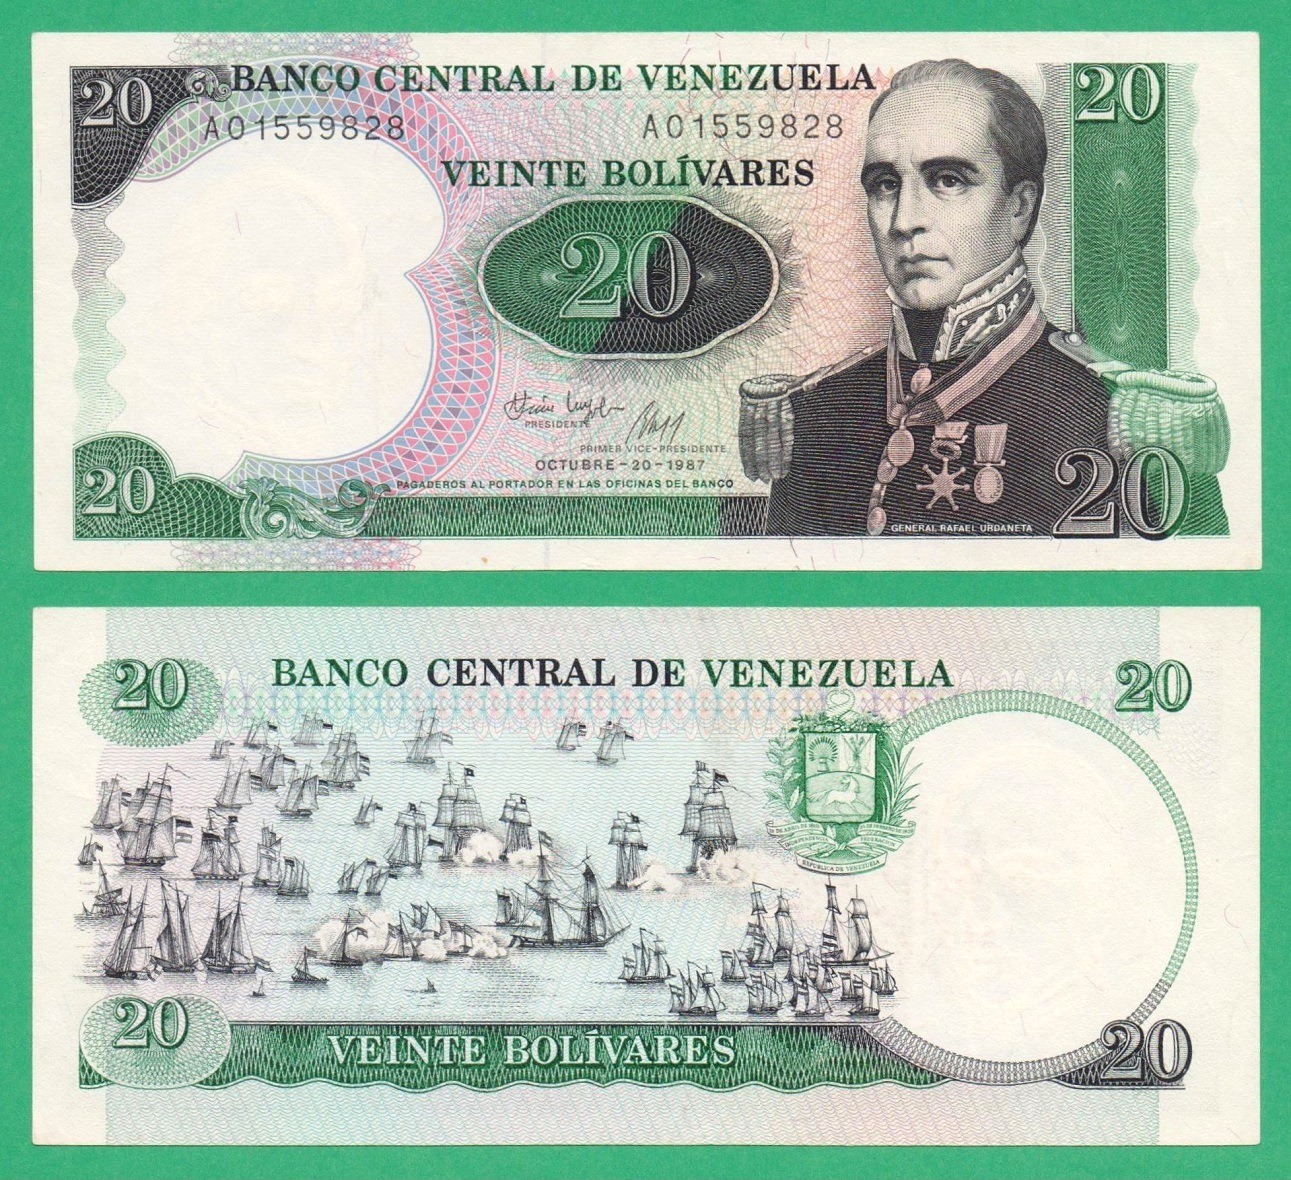 20
BANCO CENTRAL DE VENEZUELA
20
A01559828
A01559828
VEINTE BOLÍVARES
20
PRESIDENTE
PRIMER VICE-PRESIDENTE
OCTUBRE-20-1987
PAGADEROS AL PORTADOR EN LAS OFICINAS DEL BANCO
20
GENERAL RAFAEL URDANETA
20
20
BANCO CENTRAL DE VENEZUELA
20
REPUBLICA DE VENEZUELA
20
VEINTE BOLÍVARES
20